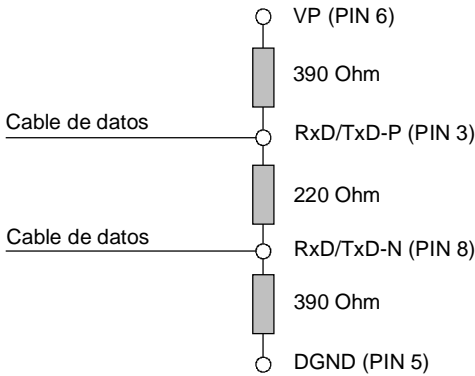 VP (PIN 6)
390 Ohm
Cable de datos
RxD/TxD-P (PIN 3)
220 Ohm
Cable de datos
RxD/TxD-N (PIN 8)
390 Ohm
DGND (PIN 5)